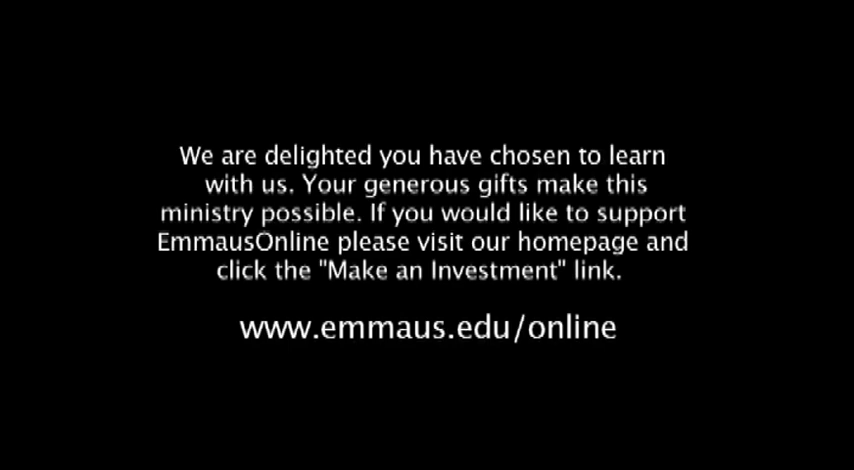 We are delighted you have chosen to learn
with us. Your generous gifts make this
ministry possible. If you would like to support
EmmausOnline please visit our homepage and
click the "Make an Investment" link.
www.emmaus.edu/online